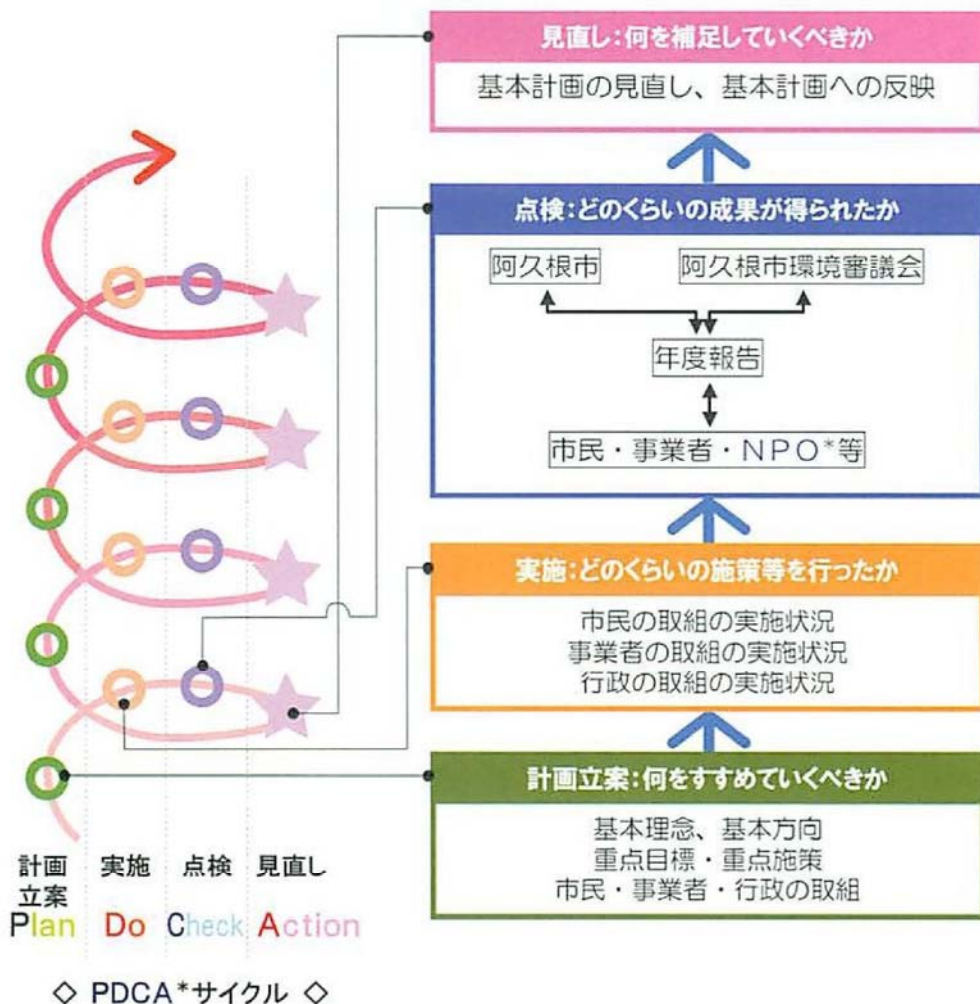 見直し:何を補足していくべきか
基本計画の見直し、基本計画への反映
点検:どのくらいの成果が得られたか
阿久根市
阿久根市環境審議会
年度報告
市民・事業者・NPO*等
実施:どのくらいの施策等を行ったか
市民の取組の実施状況
事業者の取組の実施状況
行政の取組の実施状況
計画立案:何をすすめていくべきか
基本理念、基本方向
重点目標・重点施策
市民・事業者・行政の取組
計画
立案
実施
点検
見直し
Plan
Do
Check
Action
◇ PDCA*サイクル ◇